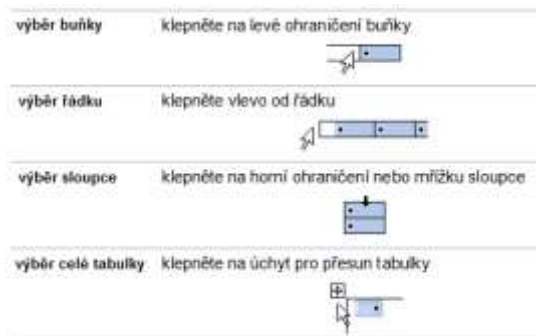 výběr buňky klepněte na levé ohraničení buňky
výběr řádku klepněte vlevo od řádku
výběr sloupce klepněte na horní ohraničení nebo mřížku sloupce
výběr celé tabulky klepněte na úchyt pro přesun tabulky